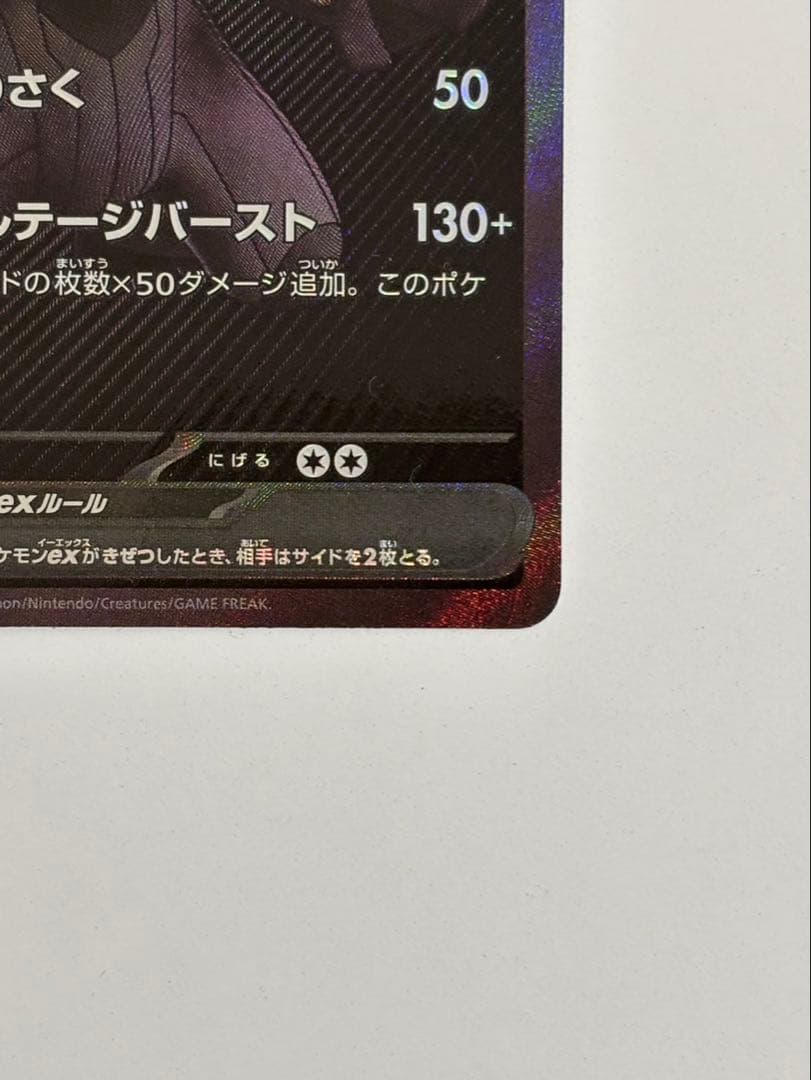 さく 50
テージバースト 130+
まいすう ついか
ドの枚数×50ダメージ追加。このポケ
にげる
exルール
イーエックス あいて まい
ケモンexがきぜつしたとき、相手はサイドを2枚とる。
mon/Nintendo/Creatures/GAME FREAK.